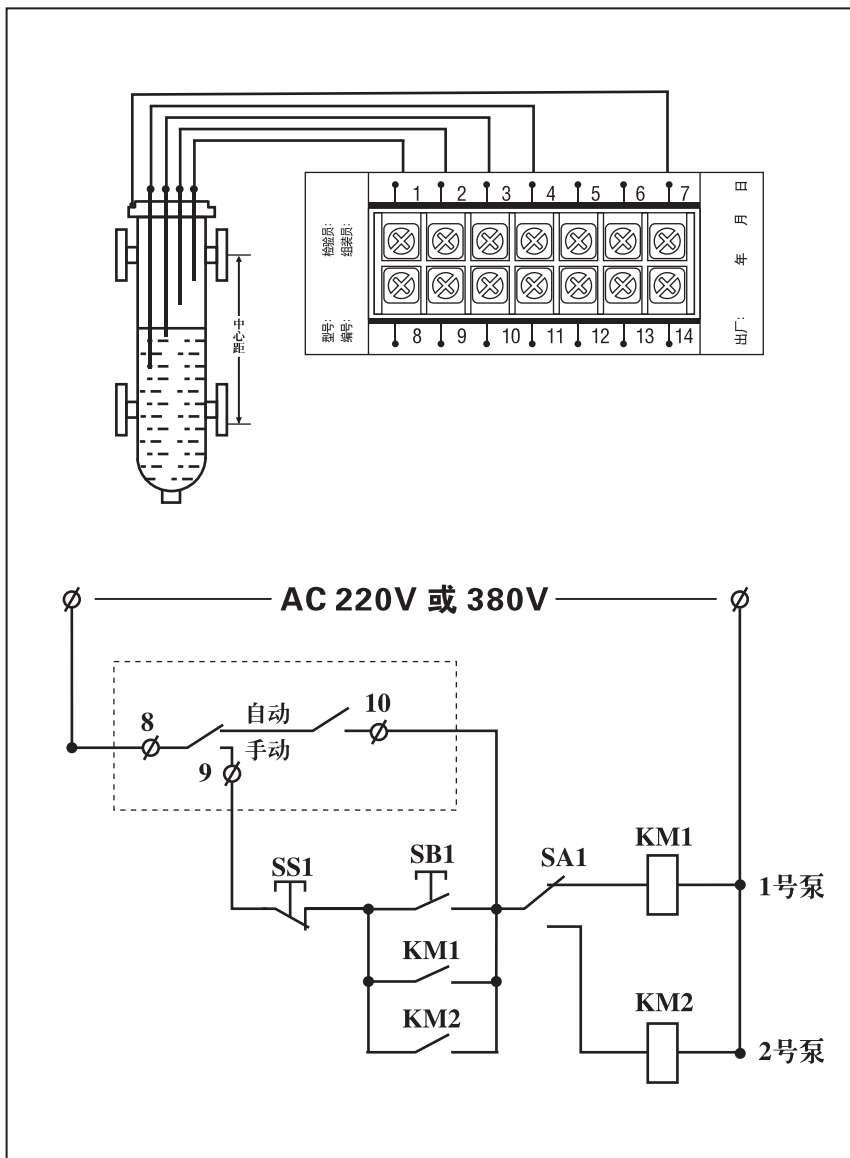 1 2 3 4 5 6 7
检验员:
组装员:
型号:
编号:
出厂: 年 月 日
8 9 10 11 12 13 14
中心距
AC 220V 或 380V
8 自动 10
手动
9
SS1 SB1 SA1 KM1
1号泵
KM1
KM2 KM2
2号泵